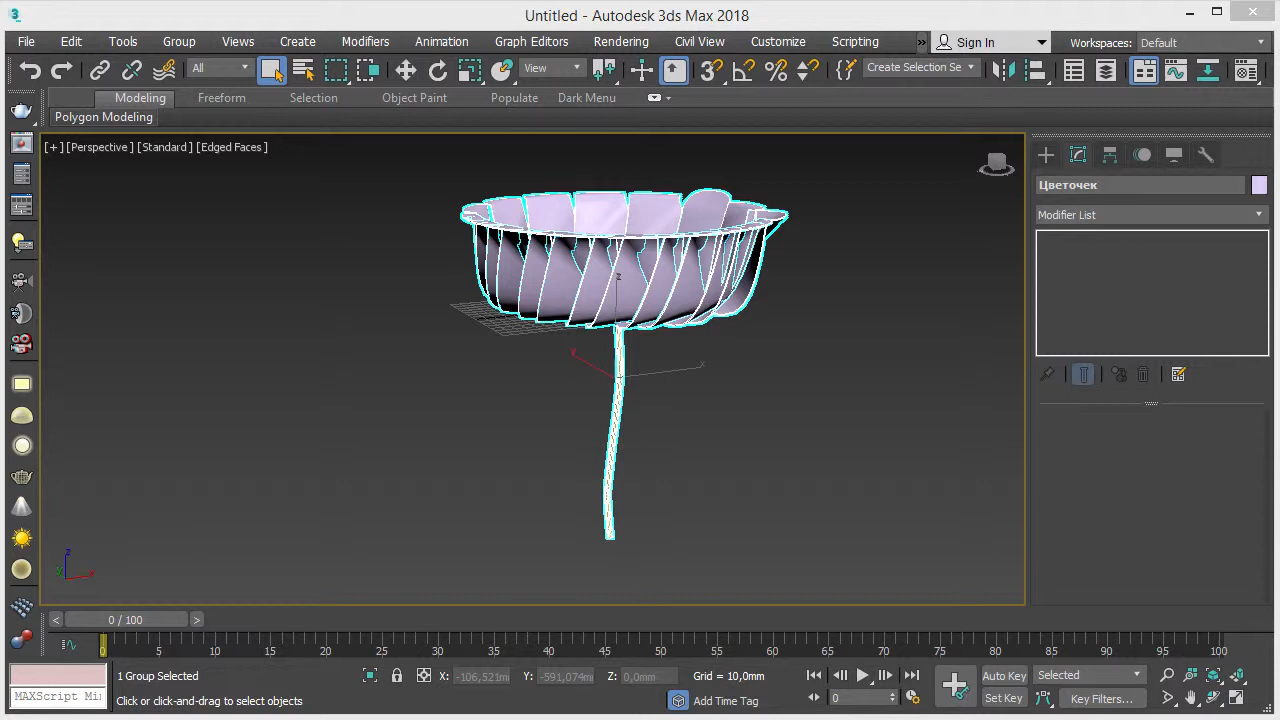 Untitled - Autodesk 3ds Max 2018
File Edit Tools Group Views Create Modifiers Animation Graph Editors Rendering Civil View Customize Scripting » Sign In Workspaces: Default
All View Create Selection Se
Modeling Freeform Selection Object Paint Populate Dark Menu
Polygon Modeling
[+] [Perspective ] [Standard ] [Edged Faces ]
Цветочек
Modifier List
z
y x
z
y x
< 0 / 100 >
0 5 10 15 20 25 30 35 40 45 50 55 60 65 70 75 80 85 90 95 100
1 Group Selected X: -106,521m Y: -591,074m Z: 0,0mm Grid = 10,0mm Auto Key Selected
MAXScript Mi Click or click-and-drag to select objects Add Time Tag 0 Set Key Key Filters...